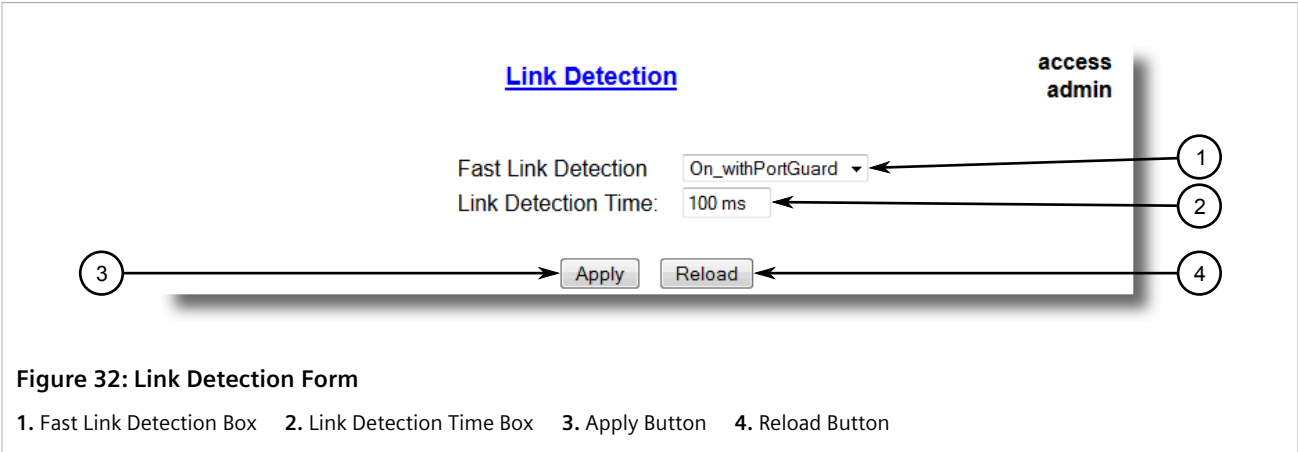 Link Detection
access
admin
Fast Link Detection On_withPortGuard
1
Link Detection Time: 100 ms
2
3
Apply Reload
4
Figure 32: Link Detection Form
1. Fast Link Detection Box 2. Link Detection Time Box 3. Apply Button 4. Reload Button